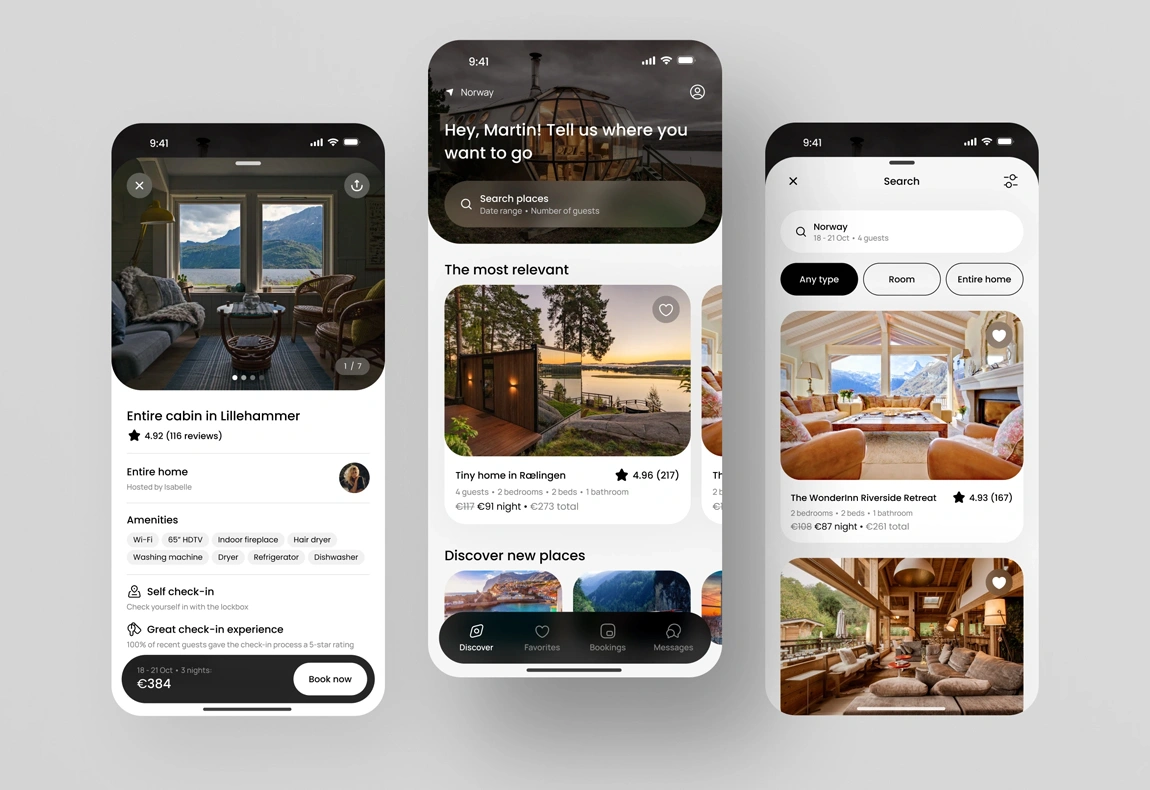 9:41
1 / 7
Entire cabin in Lillehammer
4.92 (116 reviews)
Entire home
Hosted by Isabelle
Amenities
Wi-Fi 65" HDTV Indoor fireplace Hair dryer
Washing machine Dryer Refrigerator Dishwasher
Self check-in
Check yourself in with the lockbox
Great check-in experience
100% of recent guests gave the check-in process a 5-star rating
18 - 21 Oct • 3 nights:
€384
Book now
9:41
Norway
Hey, Martin! Tell us where you
want to go
Search places
Date range • Number of guests
The most relevant
Tiny home in Rælingen 4.96 (217)
4 guests • 2 bedrooms • 2 beds • 1 bathroom
€117 €91 night • €273 total
Discover new places
Discover Favorites Bookings Messages
9:41
Search
Norway
18 - 21 Oct • 4 guests
Any type Room Entire home
The WonderInn Riverside Retreat 4.93 (167)
2 bedrooms • 2 beds • 1 bathroom
€108 €87 night • €261 total